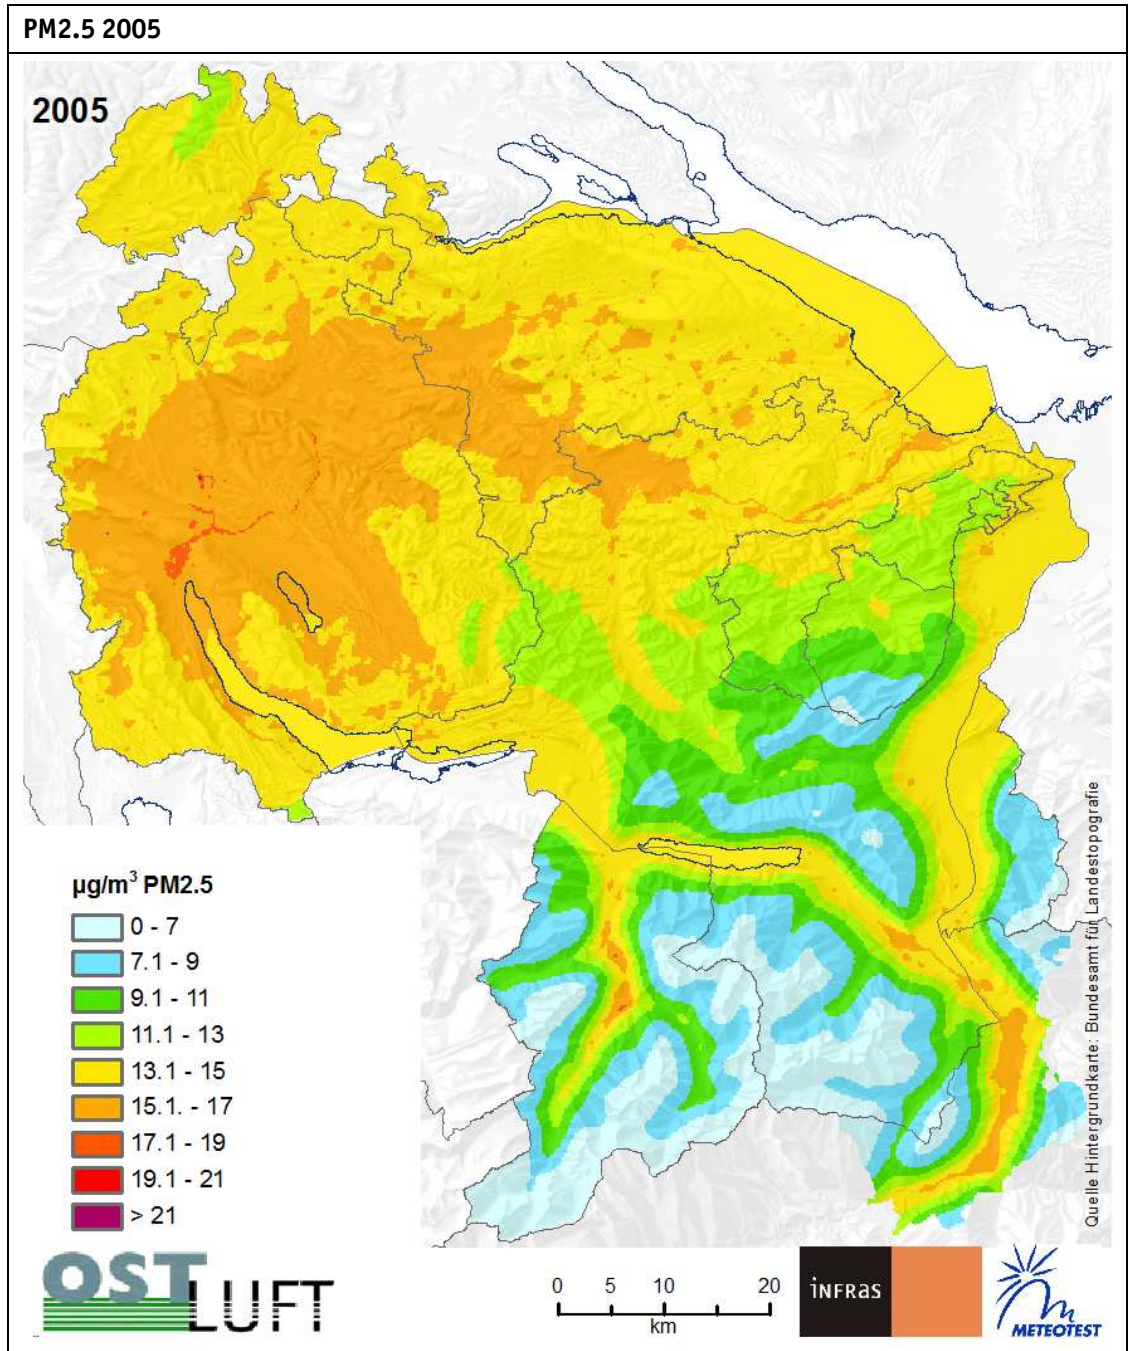 PM2.5 2005
2005
µg/m³ PM2.5
0 - 7
7.1 - 9
9.1 - 11
11.1 - 13
13.1 - 15
15.1. - 17
17.1 - 19
19.1 - 21
> 21
Quelle Hintergrundkarte: Bundesamt für Landestopografie
OSTLUFT
0 5 10 20
km
iNFRAS
METEOTEST